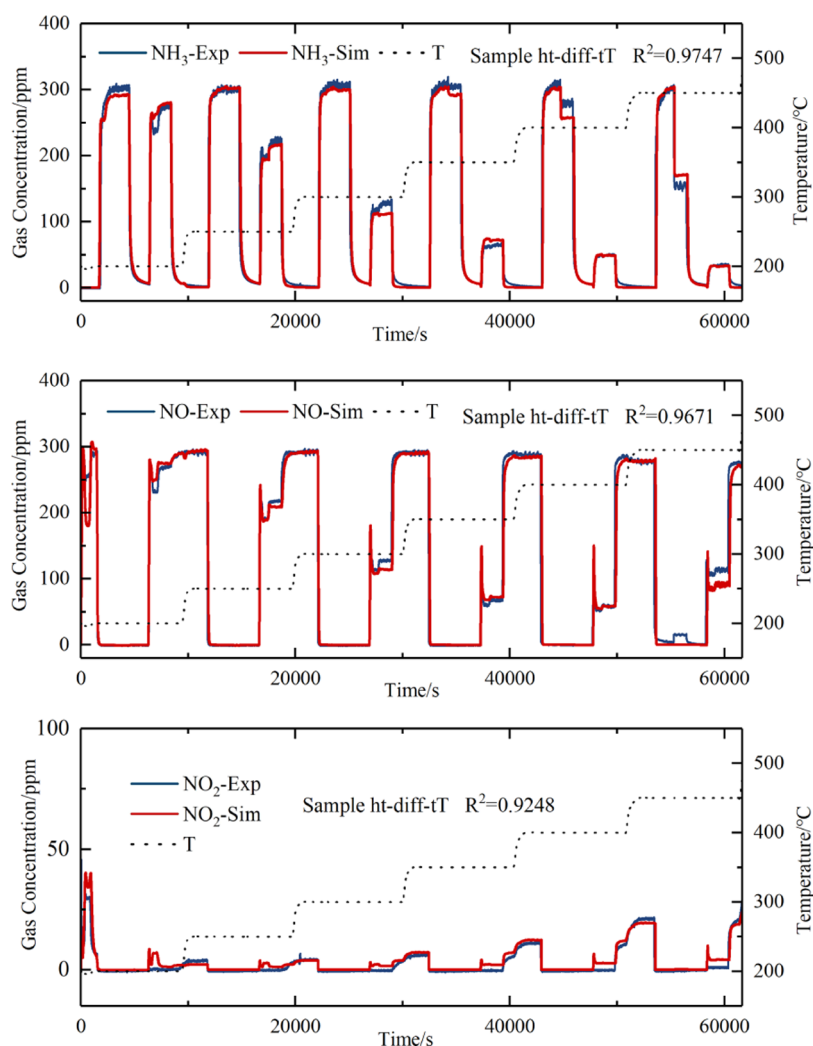 400
300
200
100
0
Gas Concentration/ppm
NH₃-Exp NH₃-Sim T Sample ht-diff-tT R²=0.9747
450
400
300
200
Temperature/°C
0 20000 40000 60000
Time/s
400
300
200
100
0
Gas Concentration/ppm
NO-Exp NO-Sim T Sample ht-diff-tT R²=0.9671
450
400
300
200
Temperature/°C
0 20000 40000 60000
Time/s
100
50
0
Gas Concentration/ppm
NO₂-Exp
NO₂-Sim
T
Sample ht-diff-tT R²=0.9248
500
400
300
200
Temperature/°C
0 20000 40000 60000
Time/s